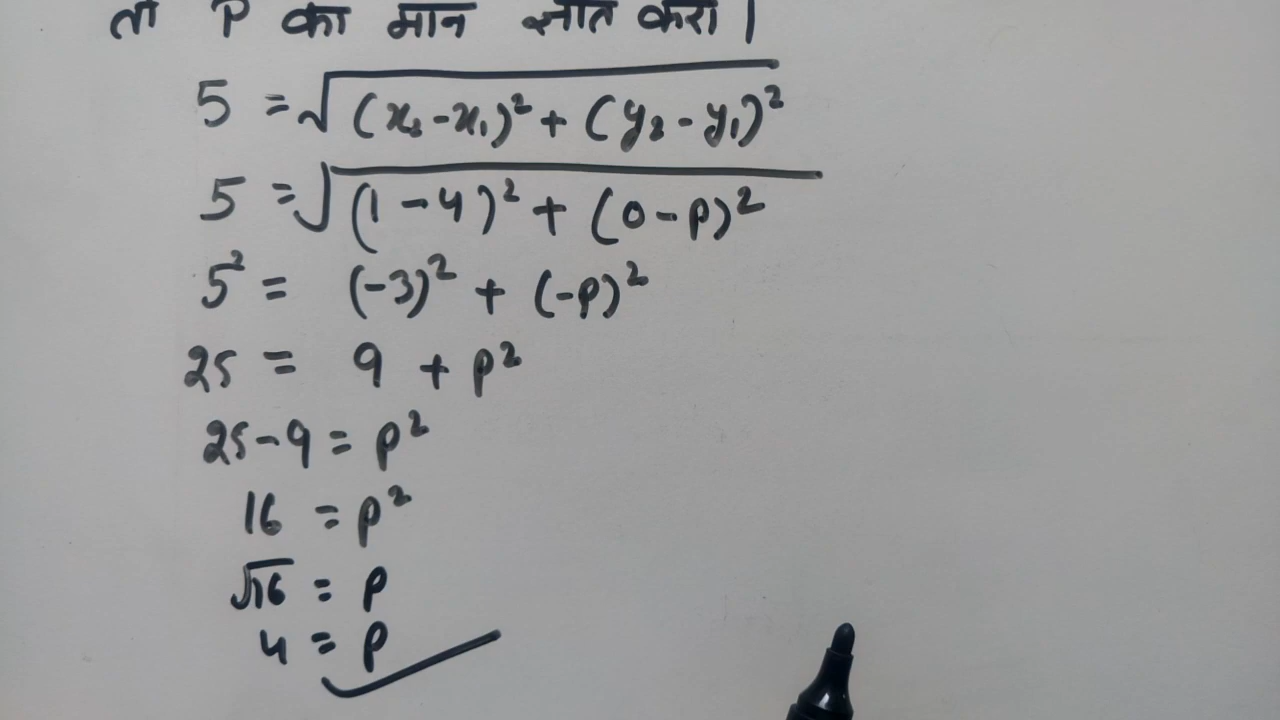 तो P का मान ज्ञात करो।
5 = √(x₂-x₁)² + (y₂-y₁)²
5 = √(1-4)² + (0-p)²
5² = (-3)² + (-p)²
25 = 9 + p²
25-9 = p²
16 = p²
√16 = p
4 = p